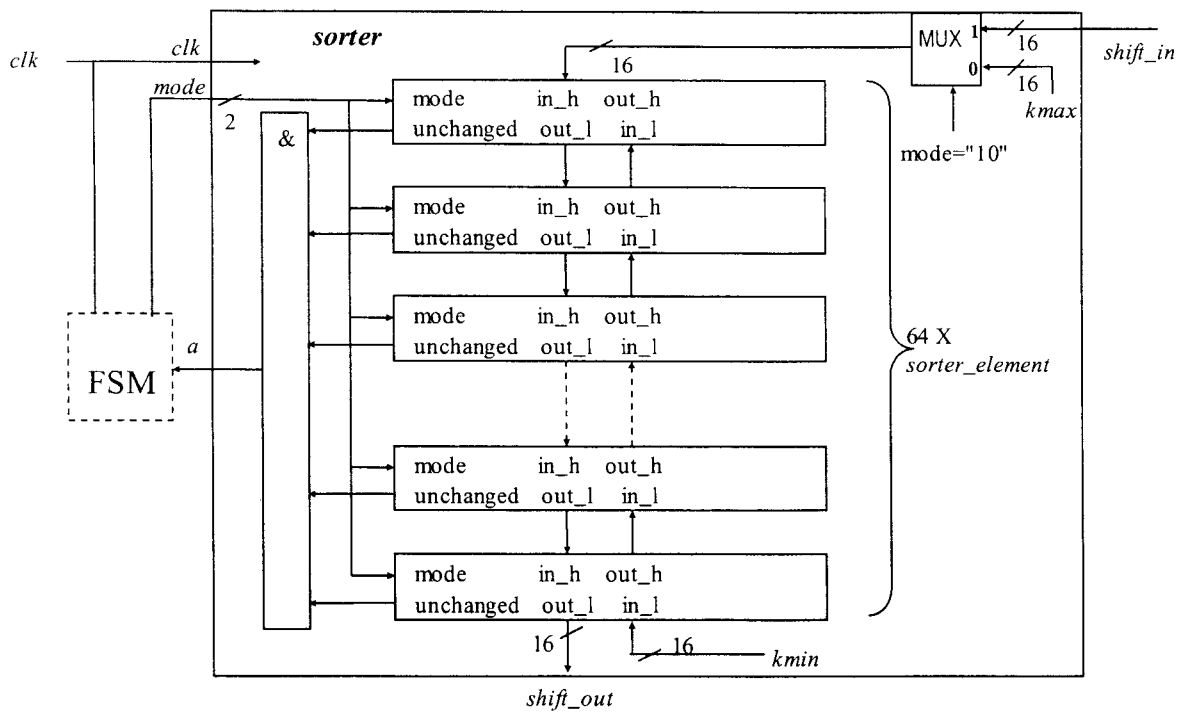 sorter
clk
clk
mode
2
&
a
FSM
16
MUX
1
0
16
shift_in
16
kmax
mode="10"
mode in_h out_h
unchanged out_l in_l
mode in_h out_h
unchanged out_l in_l
mode in_h out_h
unchanged out_l in_l
64 X
sorter_element
mode in_h out_h
unchanged out_l in_l
mode in_h out_h
unchanged out_l in_l
16
16
kmin
shift_out